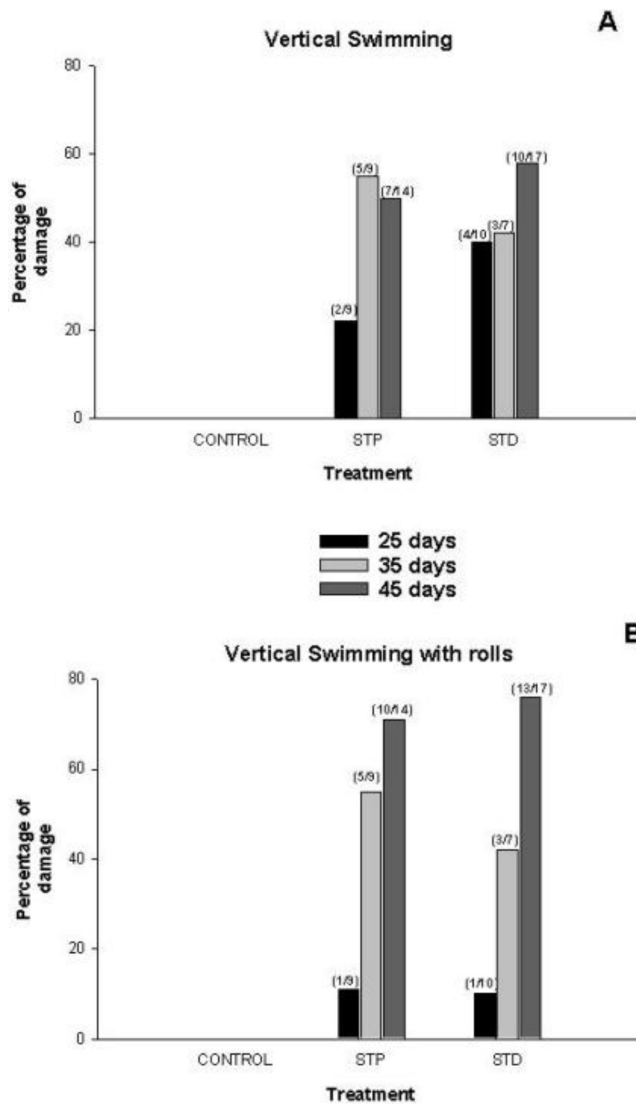 A
Vertical Swimming
80
60
40
20
0
Percentage of
damage
(2/9)
(5/9)
(7/14)
(4/10
(3/7)
(10/17)
CONTROL STP STD
Treatment
25 days
35 days
45 days
B
Vertical Swimming with rolls
80
60
40
20
0
Percentage of
damage
(1/9)
(5/9)
(10/14)
(1/10)
(3/7)
(13/17)
CONTROL STP STD
Treatment